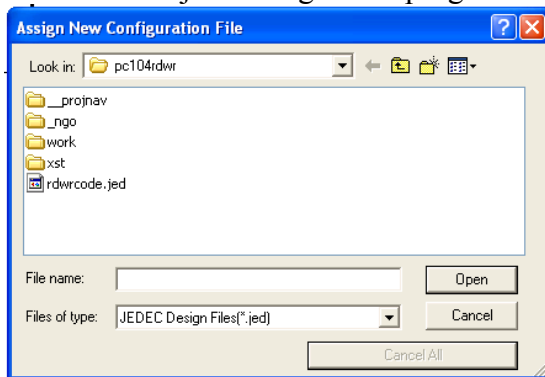 Assign New Configuration File
Look in: pc104rdwr
__projnav
_ngo
work
xst
rdwrcode.jed
File name: Open
Files of type: JEDEC Design Files(*.jed) Cancel
Cancel All